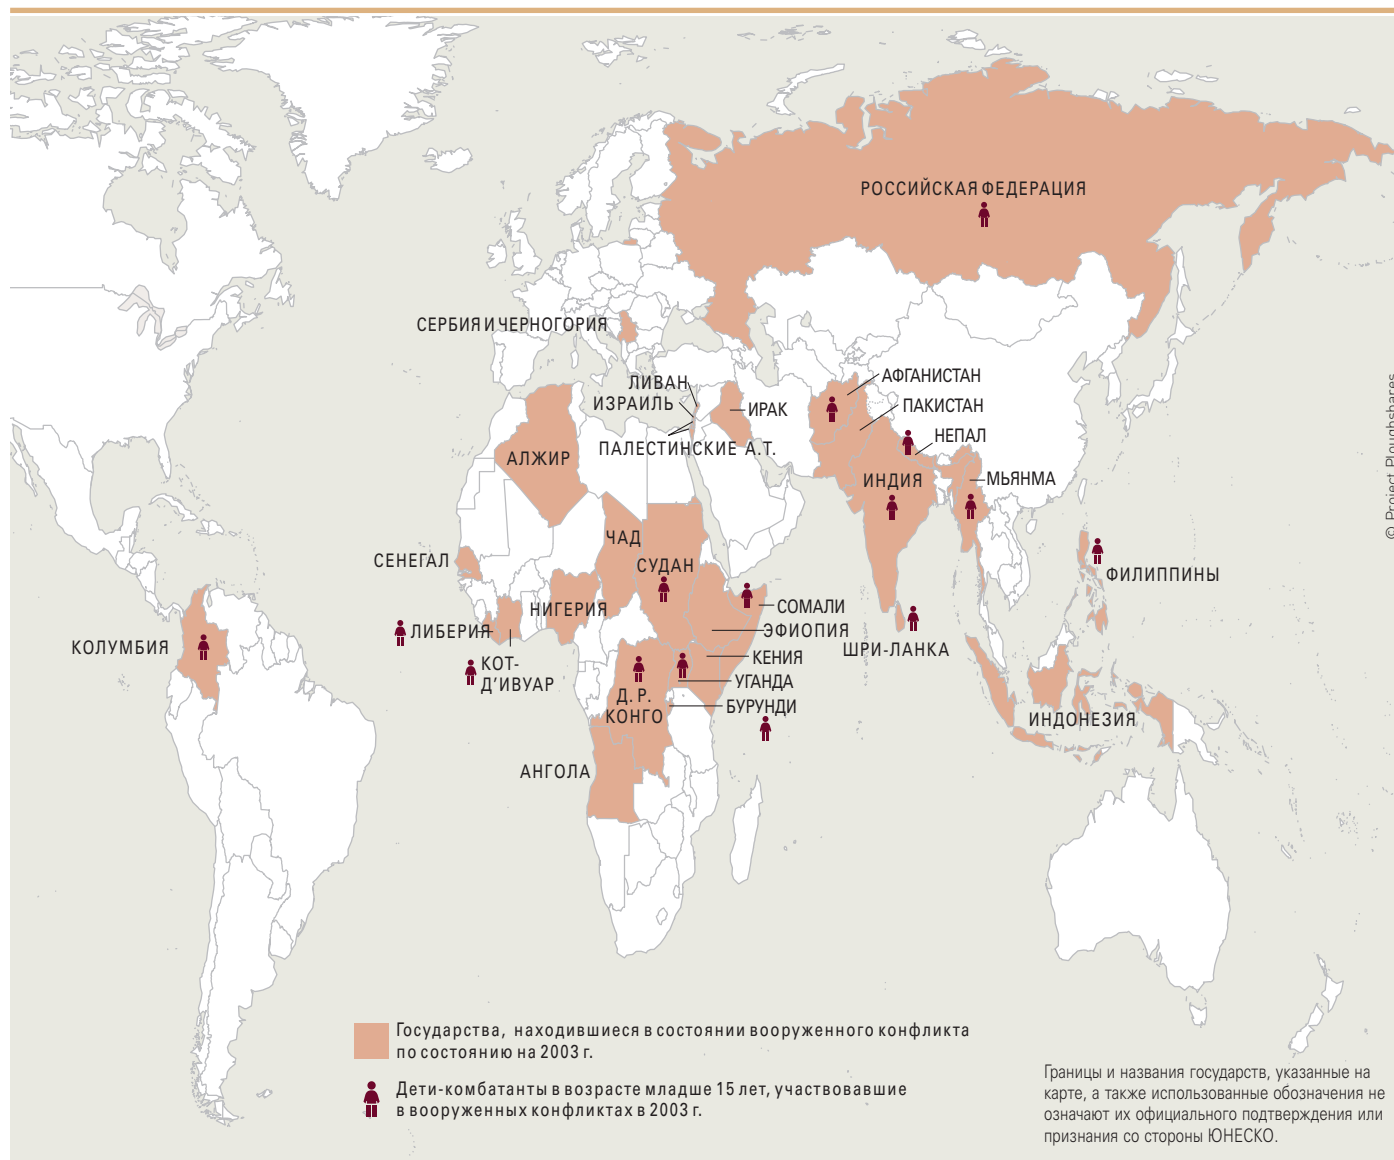 РОССИЙСКАЯ ФЕДЕРАЦИЯ
СЕРБИЯ И ЧЕРНОГОРИЯ
ЛИВАН
ИЗРАИЛЬ
ПАЛЕСТИНСКИЕ А.Т.
ИРАК
АФГАНИСТАН
ПАКИСТАН
НЕПАЛ
ИНДИЯ
МЬЯНМА
АЛЖИР
ЧАД
СУДАН
СЕНЕГАЛ
НИГЕРИЯ
СОМАЛИ
ЭФИОПИЯ
ФИЛИППИНЫ
ЛИБЕРИЯ
КОЛУМБИЯ
КОТ-
Д'ИВУАР
КЕНИЯ
УГАНДА
БУРУНДИ
Д. Р.
КОНГО
ШРИ-ЛАНКА
ИНДОНЕЗИЯ
АНГОЛА
© Project Ploughshares
Государства, находившиеся в состоянии вооруженного конфликта
по состоянию на 2003 г.
Дети-комбатанты в возрасте младше 15 лет, участвовавшие
в вооруженных конфликтах в 2003 г.
Границы и названия государств, указанные на
карте, а также использованные обозначения не
означают их официального подтверждения или
признания со стороны ЮНЕСКО.